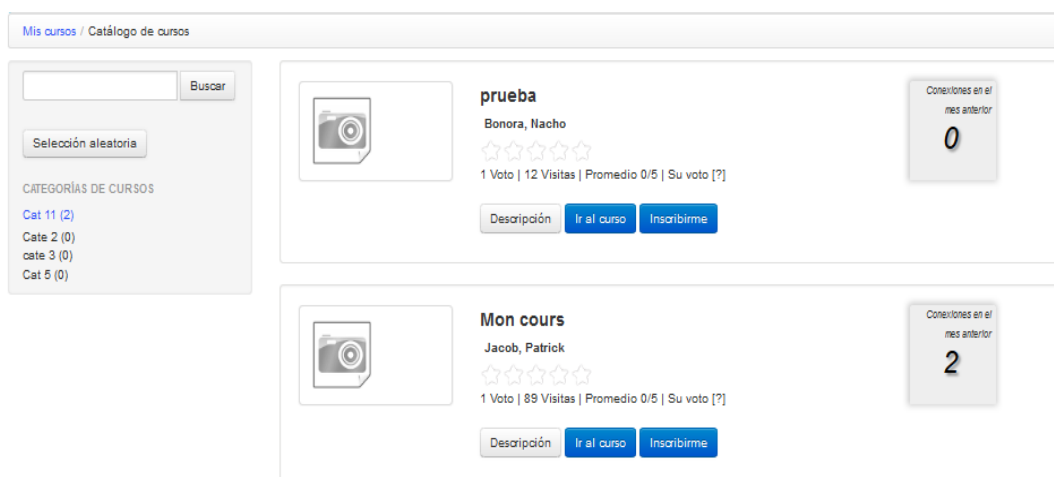 Mis cursos / Catálogo de cursos
Buscar
Selección aleatoria
CATEGORÍAS DE CURSOS
Cat 11 (2)
Cate 2 (0)
cate 3 (0)
Cat 5 (0)
prueba
Bonora, Nacho
1 Voto | 12 Visitas | Promedio 0/5 | Su voto [?]
Descripción
Ir al curso
Inscribirme
Conexiones en el
mes anterior
0
Mon cours
Jacob, Patrick
1 Voto | 89 Visitas | Promedio 0/5 | Su voto [?]
Descripción
Ir al curso
Inscribirme
Conexiones en el
mes anterior
2